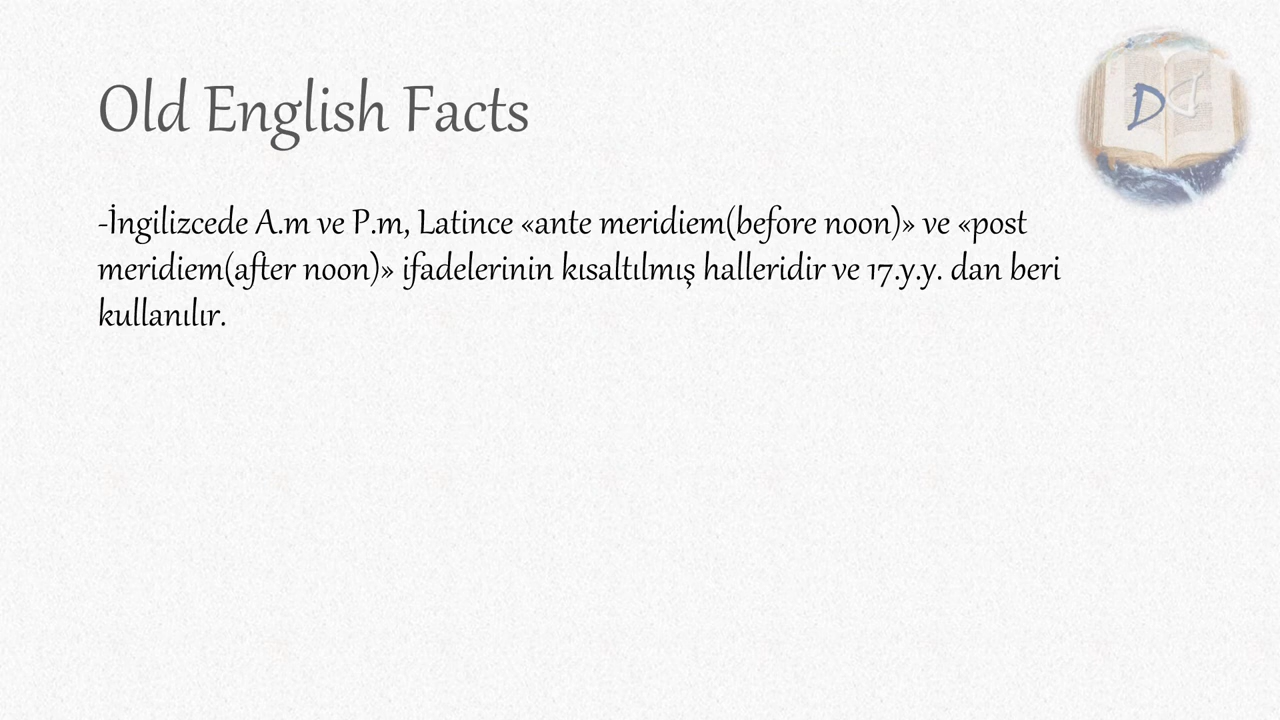 Old English Facts
-İngilizcede A.m ve P.m, Latince «ante meridiem(before noon)» ve «post
meridiem(after noon)» ifadelerinin kısaltılmış halleridir ve 17.y.y. dan beri
kullanılır.